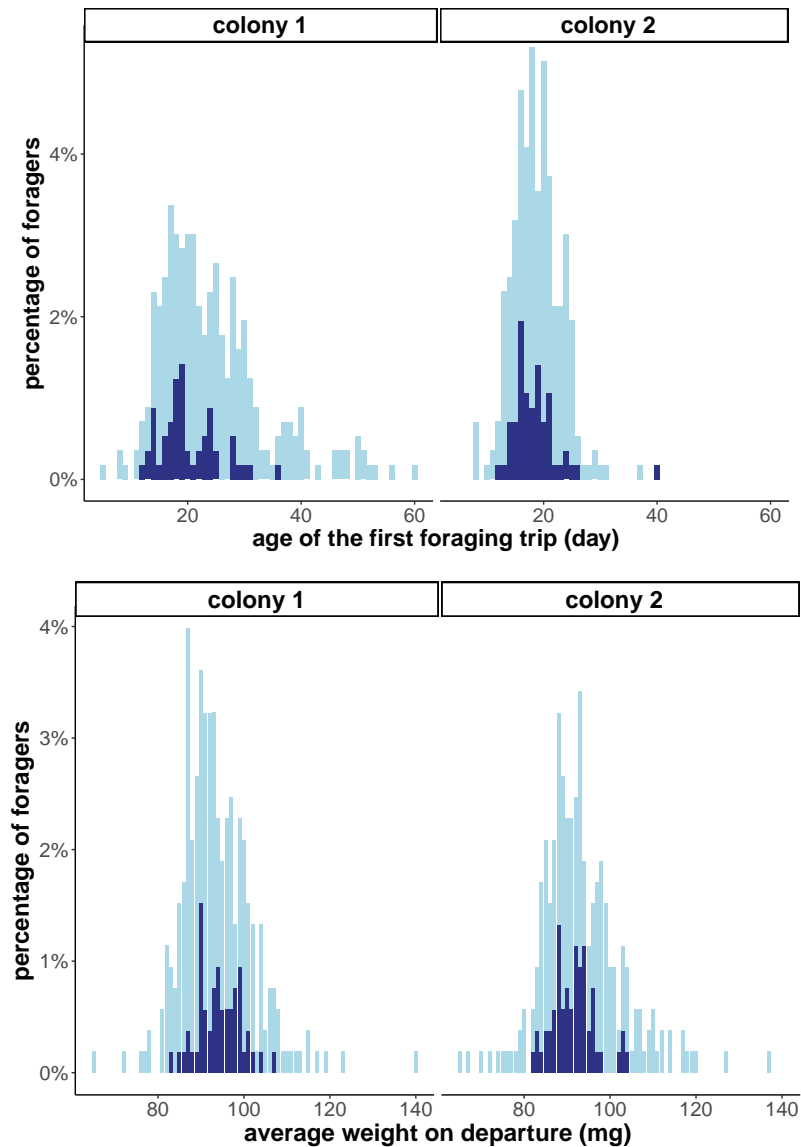 colony 1 colony 2
percentage of foragers
4%
2%
0%
20 40 60 20 40 60
age of the first foraging trip (day)
colony 1 colony 2
percentage of foragers
4%
3%
2%
1%
0%
80 100 120 140 80 100 120 140
average weight on departure (mg)